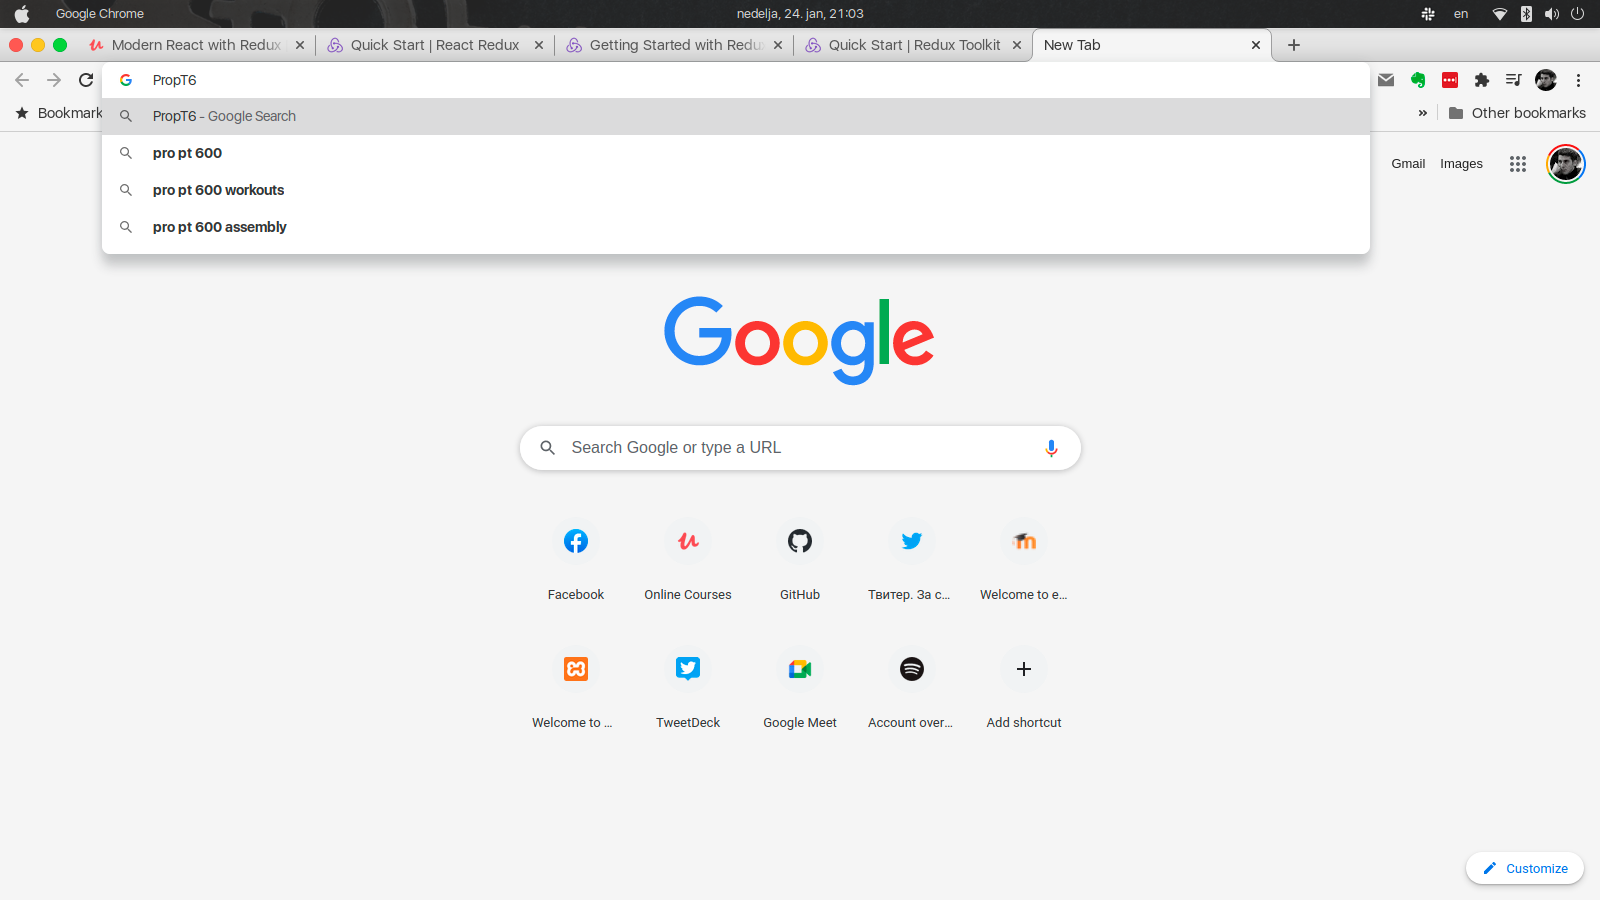 Google Chrome
nedelja, 24. jan, 21:03
en
Modern React with Redux
Quick Start | React Redux
Getting Started with Redu
Quick Start | Redux Toolkit
New Tab
PropT6
Bookmark
Other bookmarks
PropT6 - Google Search
pro pt 600
pro pt 600 workouts
pro pt 600 assembly
Gmail
Images
Google
Search Google or type a URL
Facebook
Online Courses
GitHub
Твитер. За с...
Welcome to e...
Welcome to ...
TweetDeck
Google Meet
Account over...
Add shortcut
Customize